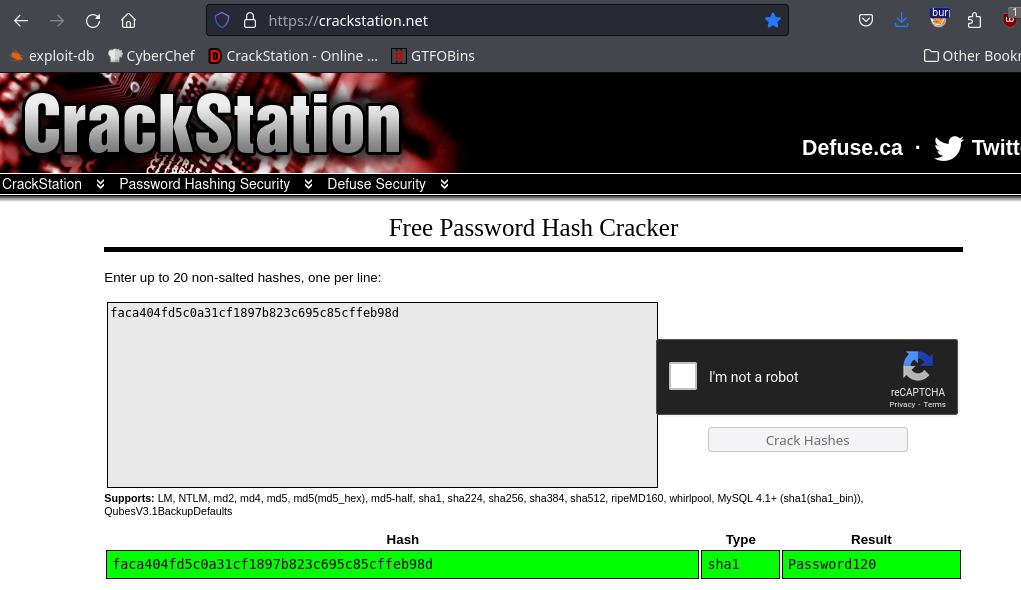 bur 1
https://crackstation.net
exploit-db CyberChef CrackStation - Online ... GTFOBins Other Bookr
CrackStation
Defuse.ca · Twitt
CrackStation Password Hashing Security Defuse Security
Free Password Hash Cracker
Enter up to 20 non-salted hashes, one per line:
faca404fd5c0a31cf1897b823c695c85cffeb98d
I'm not a robot
reCAPTCHA
Privacy - Terms
Crack Hashes
Supports: LM, NTLM, md2, md4, md5, md5(md5_hex), md5-half, sha1, sha224, sha256, sha384, sha512, ripeMD160, whirlpool, MySQL 4.1+ (sha1(sha1_bin)),
QubesV3.1BackupDefaults
Hash Type Result
faca404fd5c0a31cf1897b823c695c85cffeb98d sha1 Password120